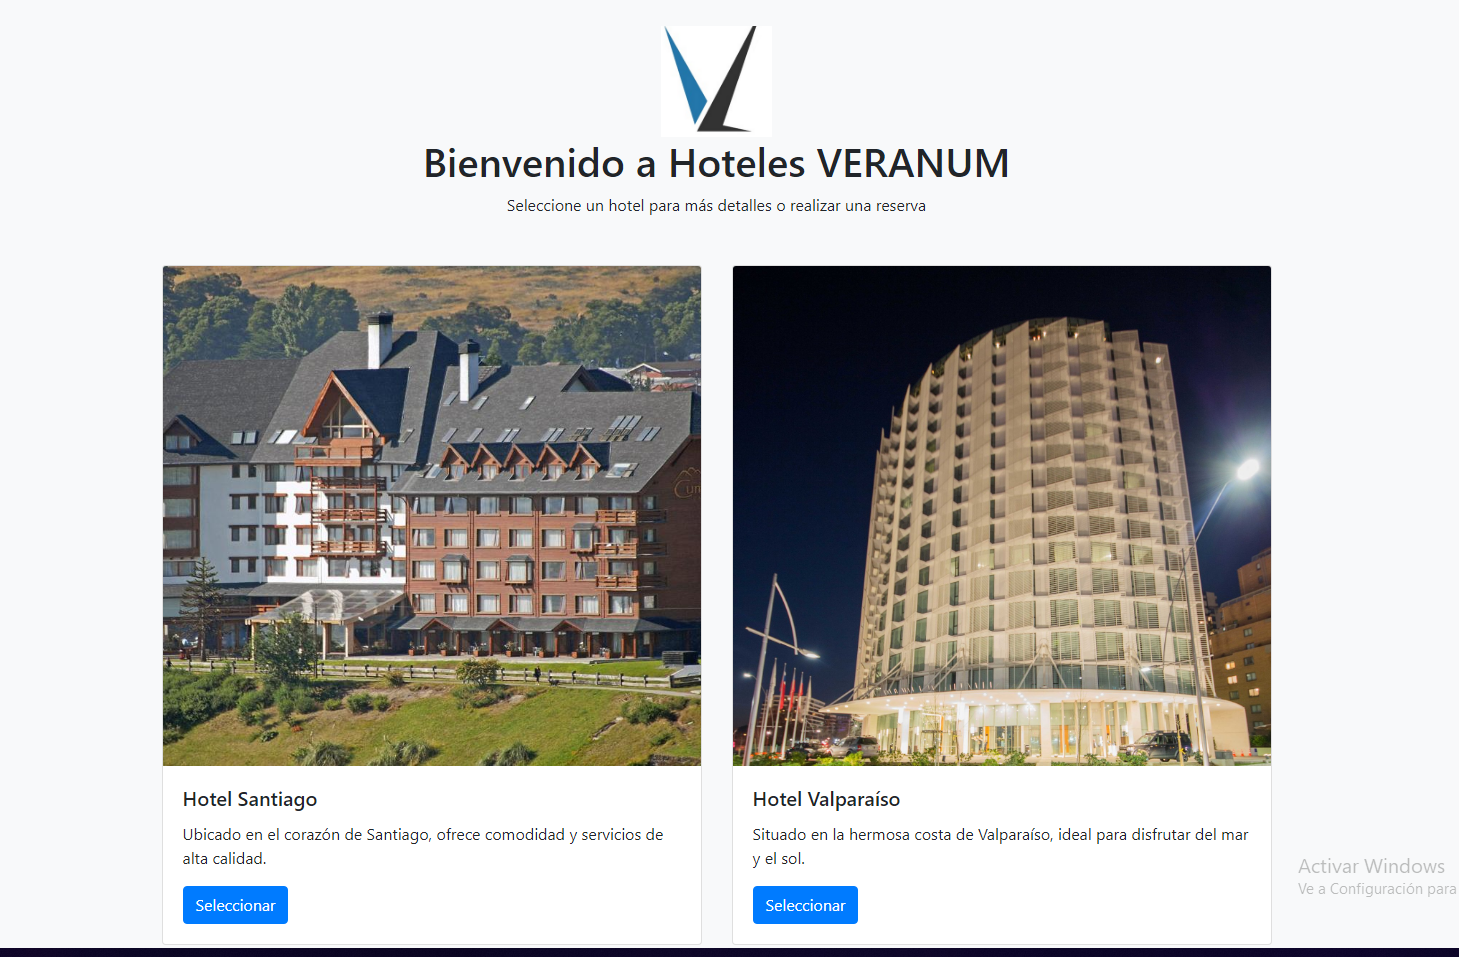 Bienvenido a Hoteles VERANUM
Seleccione un hotel para más detalles o realizar una reserva
Hotel Santiago
Ubicado en el corazón de Santiago, ofrece comodidad y servicios de
alta calidad.
Seleccionar
Hotel Valparaíso
Situado en la hermosa costa de Valparaíso, ideal para disfrutar del mar
y el sol.
Seleccionar
Activar Windows
Ve a Configuración para